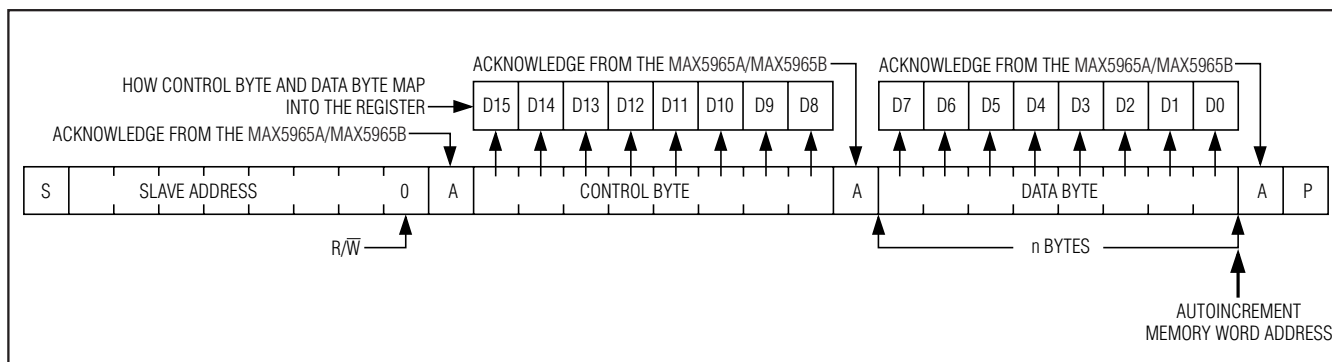 ACKNOWLEDGE FROM THE MAX5965A/MAX5965B
ACKNOWLEDGE FROM THE MAX5965A/MAX5965B
HOW CONTROL BYTE AND DATA BYTE MAP
INTO THE REGISTER
D15 D14 D13 D12 D11 D10 D9 D8
D7 D6 D5 D4 D3 D2 D1 D0
ACKNOWLEDGE FROM THE MAX5965A/MAX5965B
S SLAVE ADDRESS 0 A CONTROL BYTE A DATA BYTE A P
R/W̅
n BYTES
AUTOINCREMENT
MEMORY WORD ADDRESS